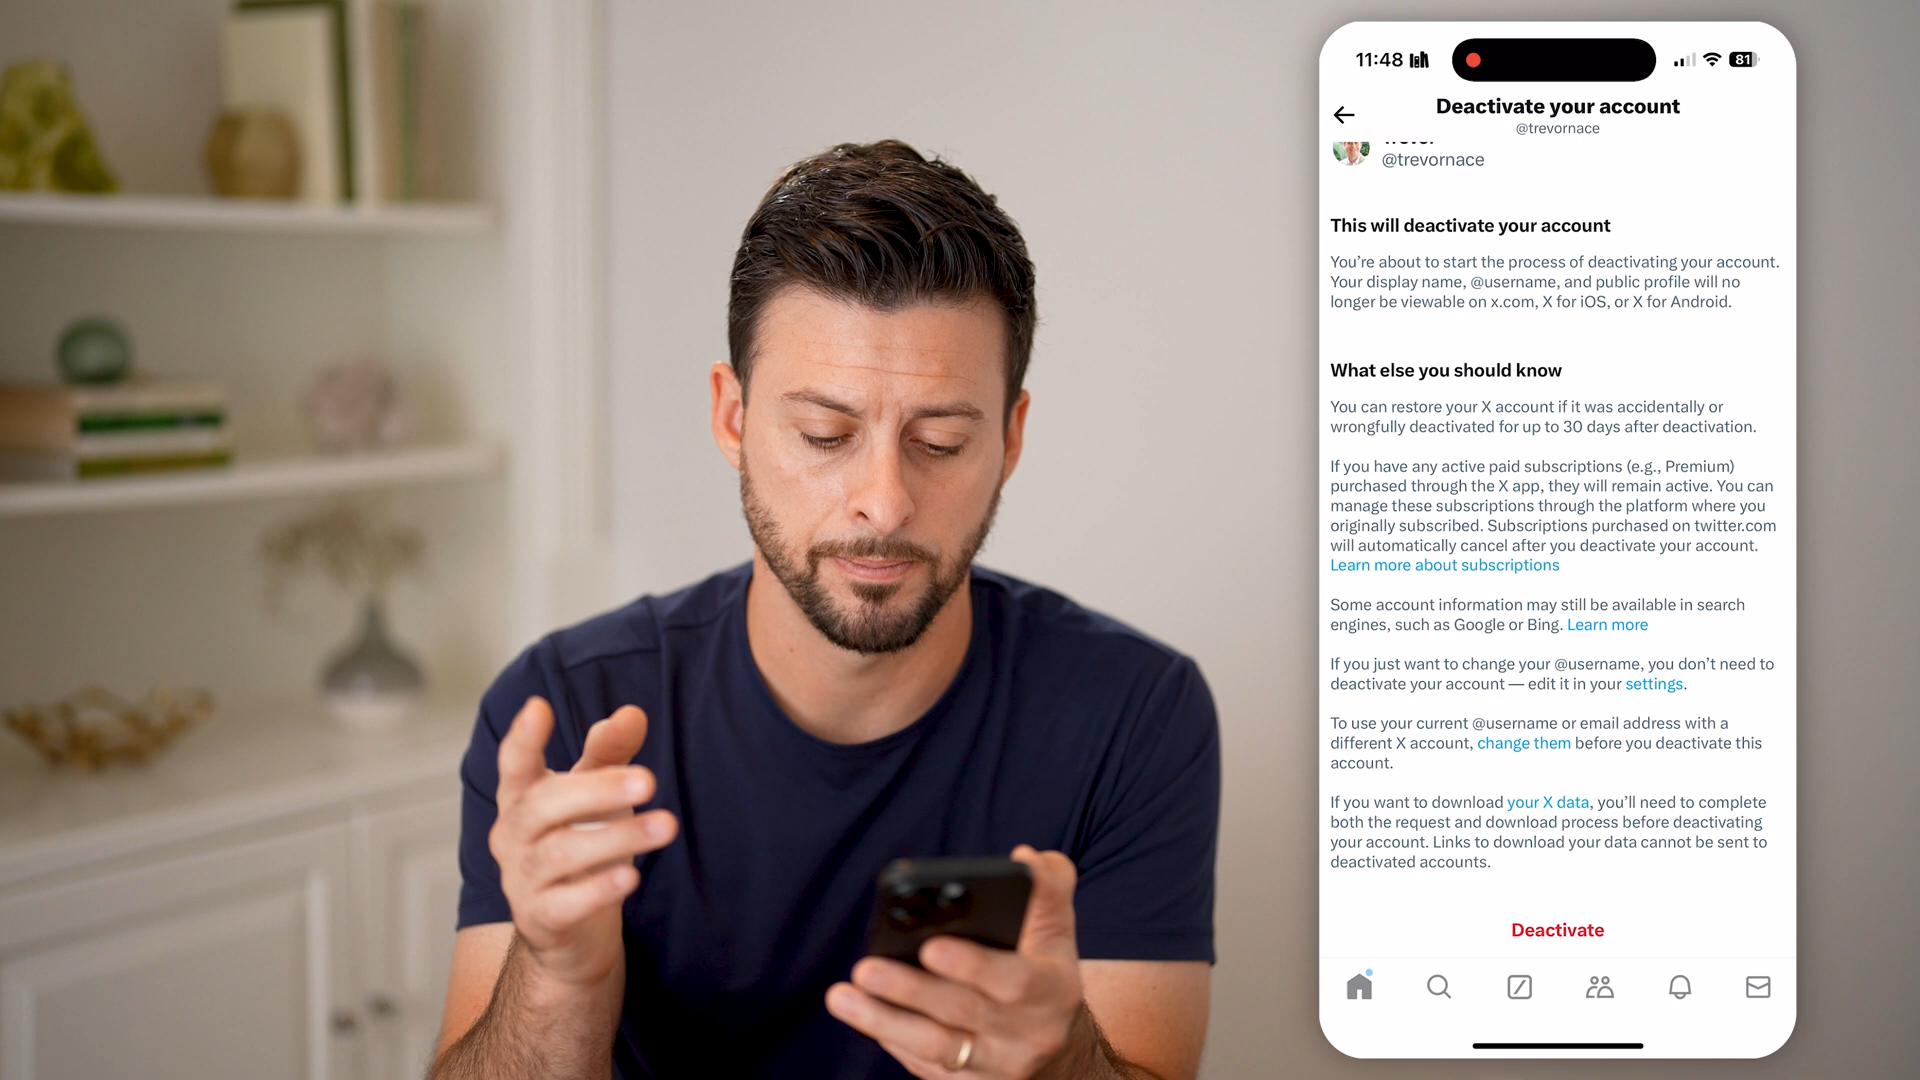 11:48
81
Deactivate your account
@trevornace
@trevornace
This will deactivate your account
You're about to start the process of deactivating your account.
Your display name, @username, and public profile will no
longer be viewable on x.com, X for iOS, or X for Android.
What else you should know
You can restore your X account if it was accidentally or
wrongfully deactivated for up to 30 days after deactivation.
If you have any active paid subscriptions (e.g., Premium)
purchased through the X app, they will remain active. You can
manage these subscriptions through the platform where you
originally subscribed. Subscriptions purchased on twitter.com
will automatically cancel after you deactivate your account.
Learn more about subscriptions
Some account information may still be available in search
engines, such as Google or Bing. Learn more
If you just want to change your @username, you don't need to
deactivate your account — edit it in your settings.
To use your current @username or email address with a
different X account, change them before you deactivate this
account.
If you want to download your X data, you'll need to complete
both the request and download process before deactivating
your account. Links to download your data cannot be sent to
deactivated accounts.
Deactivate